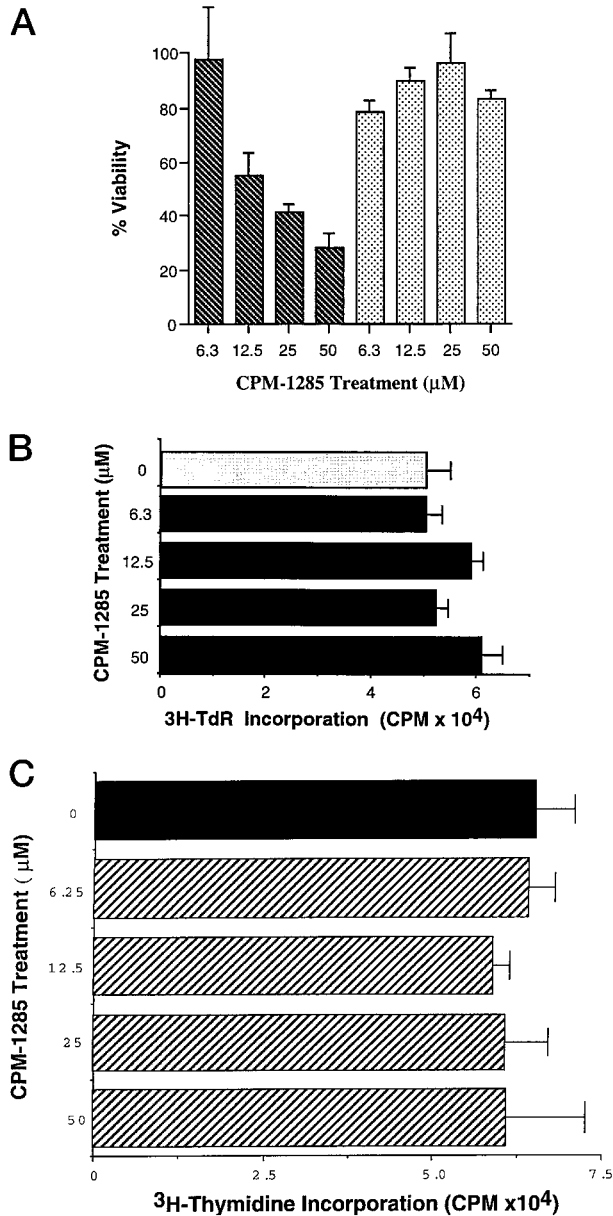 A
100
80
60
40
20
0
% Viability
6.3 12.5 25 50 6.3 12.5 25 50
CPM-1285 Treatment (μM)
B
CPM-1285 Treatment (μM)
0
6.3
12.5
25
50
0 2 4 6
3H-TdR Incorporation (CPM x 10⁴)
C
CPM-1285 Treatment ( μM)
0
6.25
12.5
25
50
0 2.5 5.0 7.5
³H-Thymidine Incorporation (CPM x10⁴)